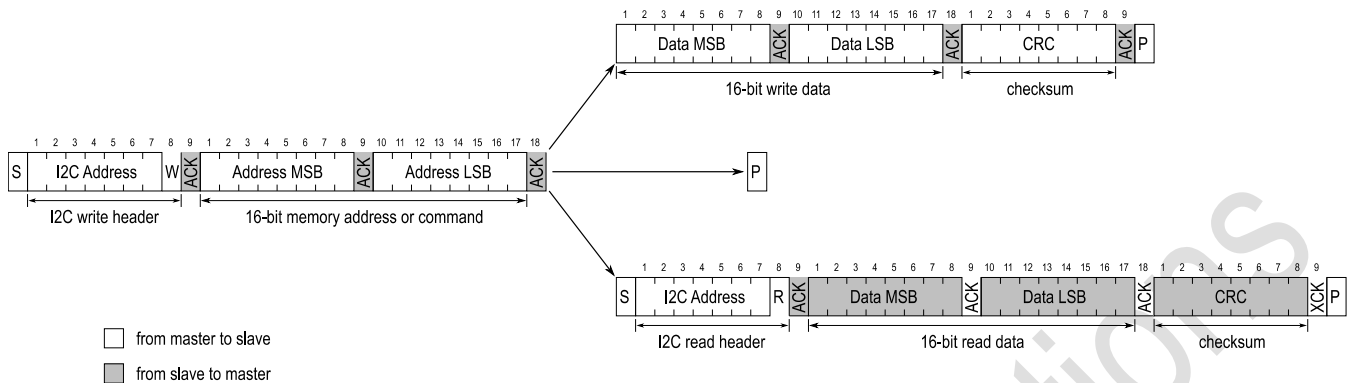 1 2 3 4 5 6 7 8 9 10 11 12 13 14 15 16 17 18 1 2 3 4 5 6 7 8 9
Data MSB ACK Data LSB ACK CRC ACK P
16-bit write data checksum
1 2 3 4 5 6 7 8 9 1 2 3 4 5 6 7 8 9 10 11 12 13 14 15 16 17 18
S I2C Address W ACK Address MSB ACK Address LSB ACK P
I2C write header 16-bit memory address or command
1 2 3 4 5 6 7 8 9 1 2 3 4 5 6 7 8 9 10 11 12 13 14 15 16 17 18 1 2 3 4 5 6 7 8 9
S I2C Address R ACK Data MSB ACK Data LSB ACK CRC XCK P
I2C read header 16-bit read data checksum
from master to slave
from slave to master